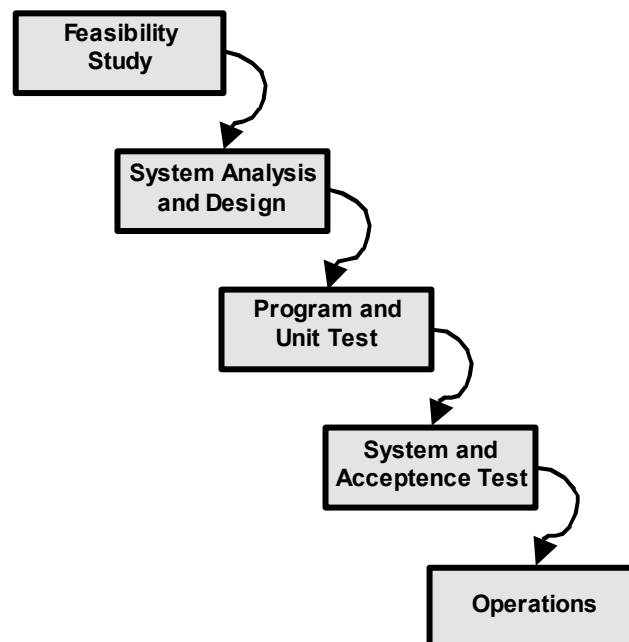 Feasibility
Study
System Analysis
and Design
Program and
Unit Test
System and
Acceptence Test
Operations